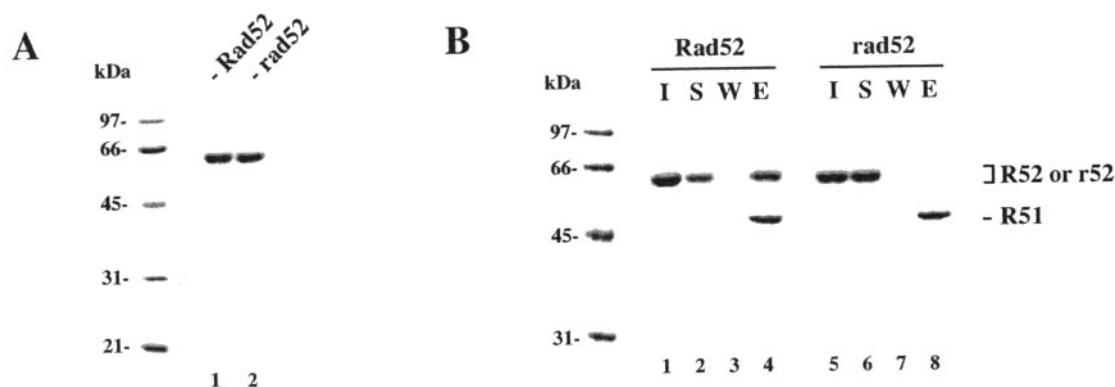 A
- Rad52
- rad52
kDa
97-
66-
45-
31-
21-
1 2
B
Rad52 rad52
kDa
I S W E I S W E
97-
66-
R52 or r52
- R51
45-
31-
1 2 3 4 5 6 7 8